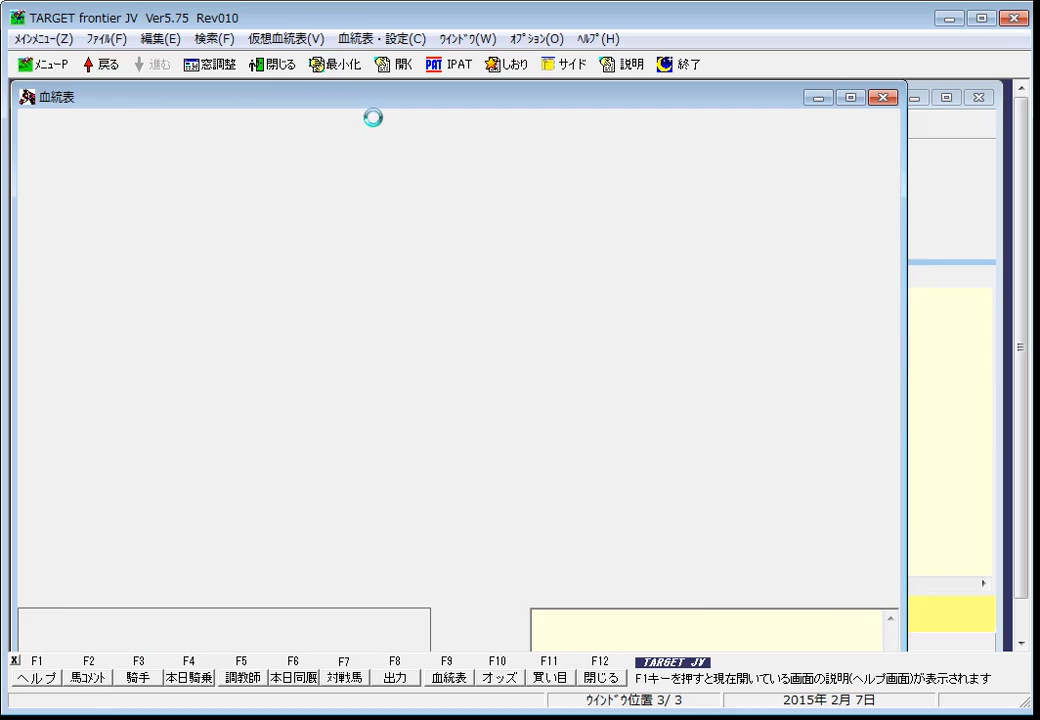 TARGET frontier JV Ver5.75 Rev010
ﾒｲﾝﾒﾆｭｰ(Z) ﾌｧｲﾙ(F) 編集(E) 検索(F) 仮想血統表(V) 血統表・設定(C) ｳｲﾝﾄﾞｳ(W) ｵﾌﾟｼｮﾝ(O) ﾍﾙﾌﾟ(H)
メニューP 戻る 進む 窓調整 閉じる 最小化 開く PAT IPAT しおり サイド 説明 終了
血統表
X F1 F2 F3 F4 F5 F6 F7 F8 F9 F10 F11 F12 TARGET JV
ヘルプ 馬ｺﾒﾝﾄ 騎手 本日騎乗 調教師 本日同厩 対戦馬 出力 血統表 オッズ 買い目 閉じる F1キーを押すと現在開いている画面の説明(ヘルプ画面)が表示されます
ｳｲﾝﾄﾞｳ位置 3/ 3 2015年 2月 7日